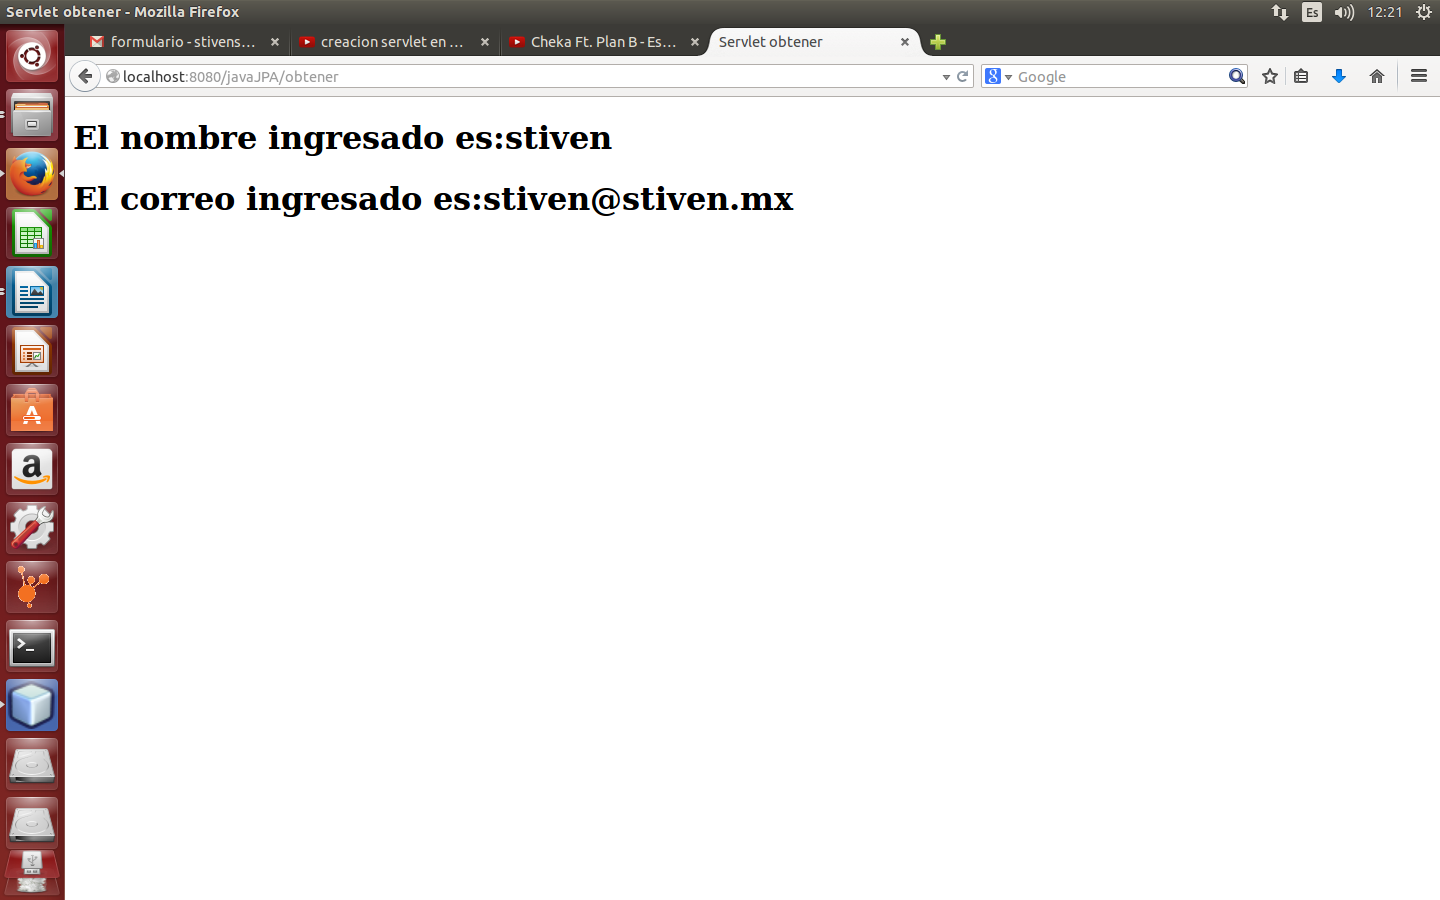 Servlet obtener - Mozilla Firefox
Es
12:21
formulario - stivens...
creacion servlet en ...
Cheka Ft. Plan B - Es...
Servlet obtener
localhost:8080/javaJPA/obtener
Google
El nombre ingresado es:stiven
El correo ingresado es:stiven@stiven.mx